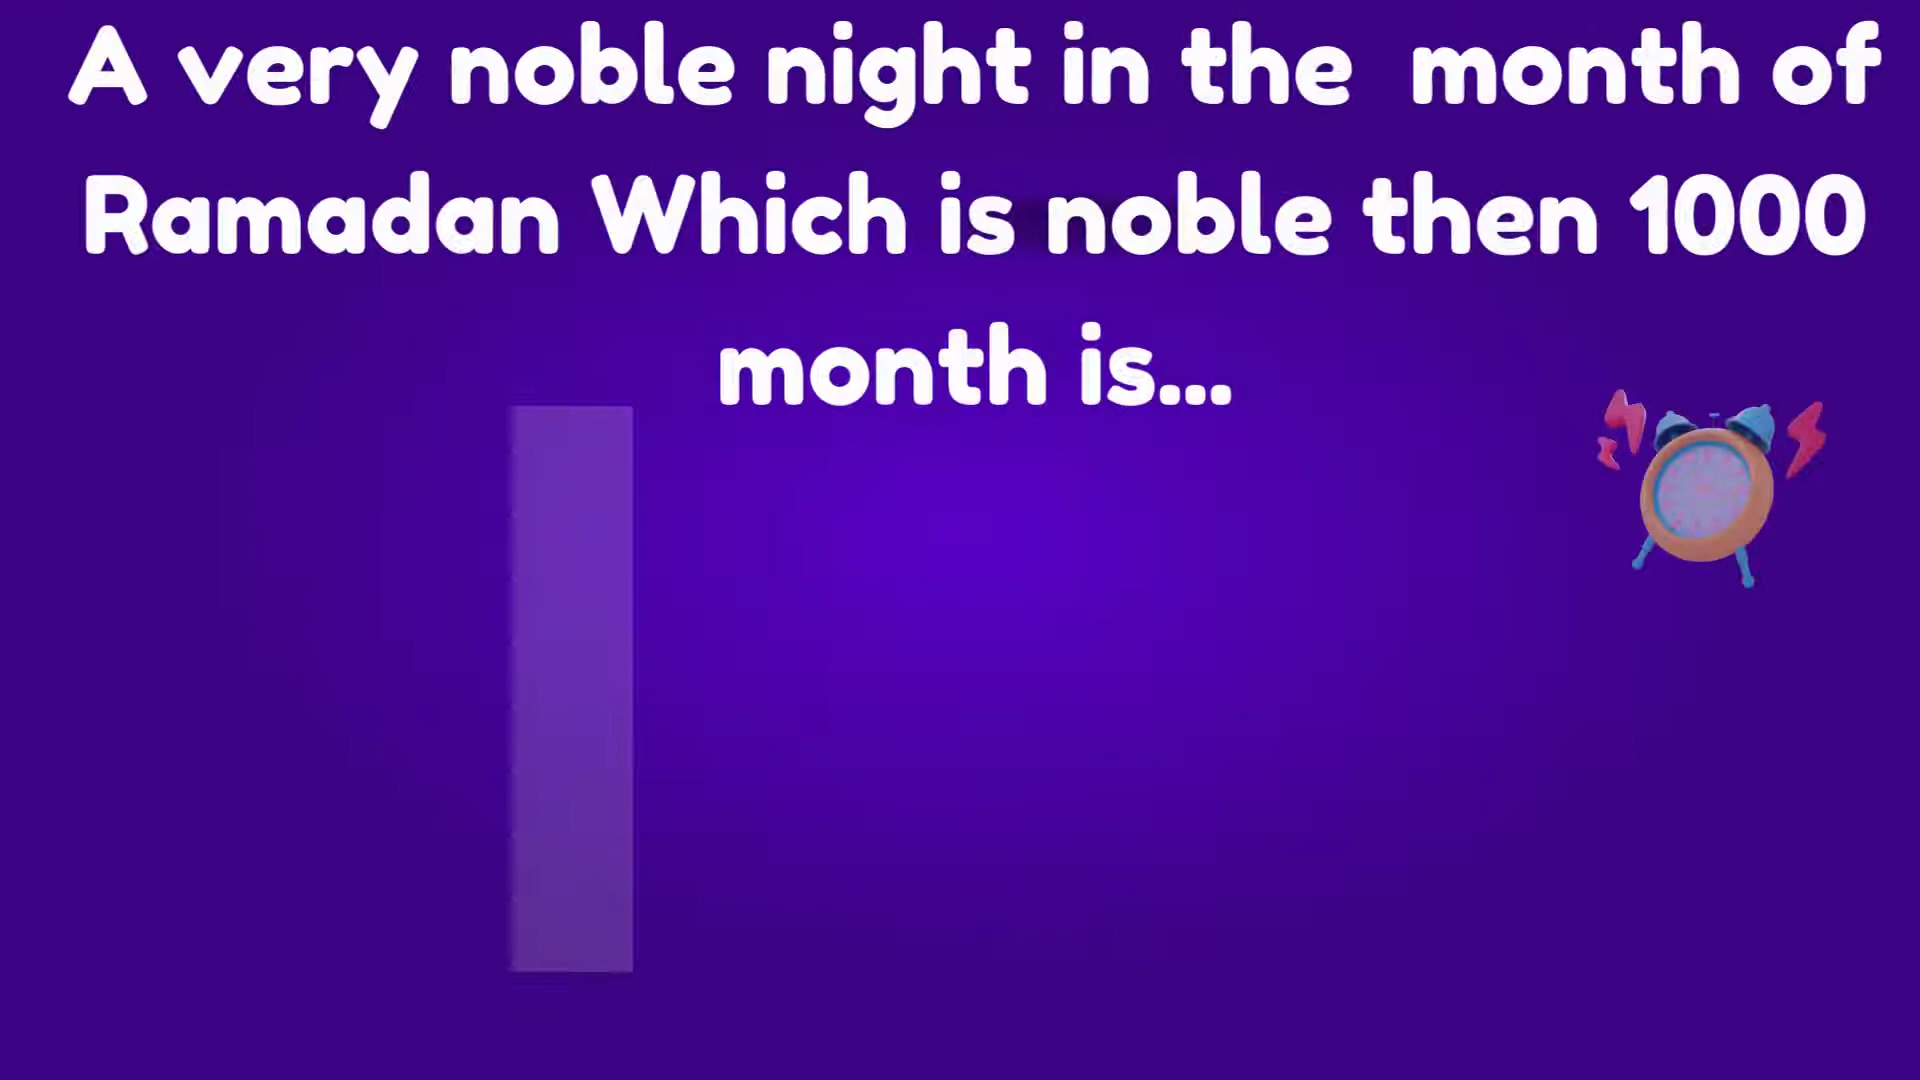 A very noble night in the month of
Ramadan Which is noble then 1000
month is...